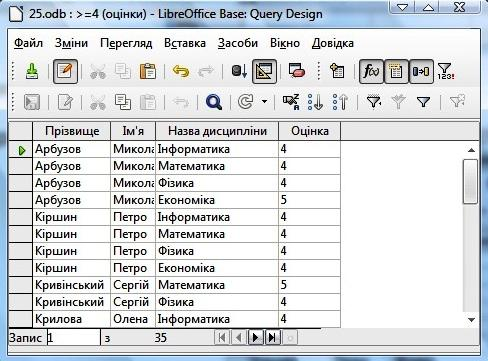 25.odb : >=4 (оцінки) - LibreOffice Base: Query Design
Файл Зміни Перегляд Вставка Засоби Вікно Довідка
f(x) 123!
Прізвище Ім'я Назва дисципліни Оцінка
Арбузов Микола Інформатика 4
Арбузов Микола Математика 4
Арбузов Микола Фізика 4
Арбузов Микола Економіка 5
Кіршин Петро Інформатика 4
Кіршин Петро Математика 4
Кіршин Петро Фізика 4
Кіршин Петро Економіка 4
Кривінський Сергій Математика 5
Кривінський Сергій Фізика 4
Крилова Олена Інформатика 4
Запис 1 з 35